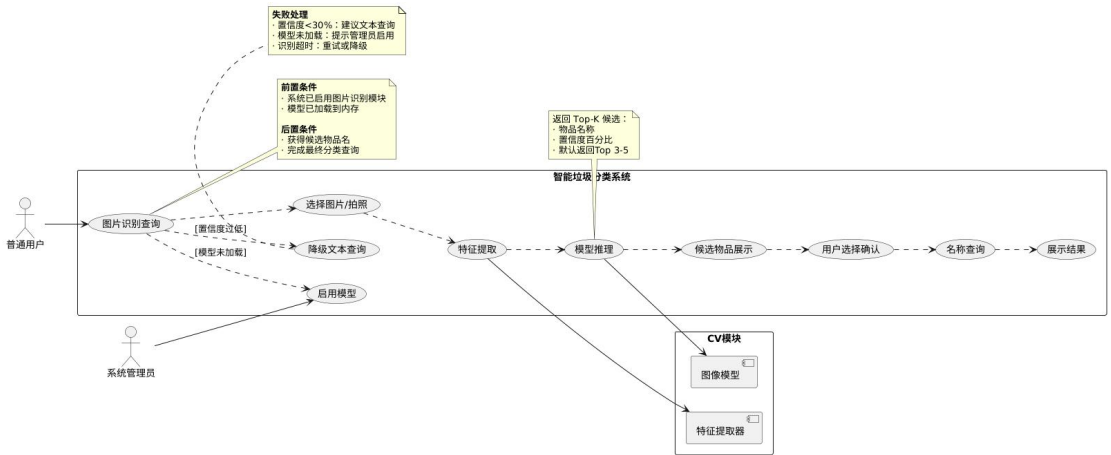 失败处理
· 置信度<30%：建议文本查询
· 模型未加载：提示管理员启用
· 识别超时：重试或降级
前置条件
· 系统已启用图片识别模块
· 模型已加载到内存
后置条件
· 获得候选物品名
· 完成最终分类查询
返回 Top-K 候选：
· 物品名称
· 置信度百分比
· 默认返回Top 3-5
智能垃圾分类系统
普通用户
图片识别查询
选择图片/拍照
[置信度过低]
降级文本查询
[模型未加载]
启用模型
特征提取
模型推理
候选物品展示
用户选择确认
名称查询
展示结果
系统管理员
CV模块
图像模型
特征提取器